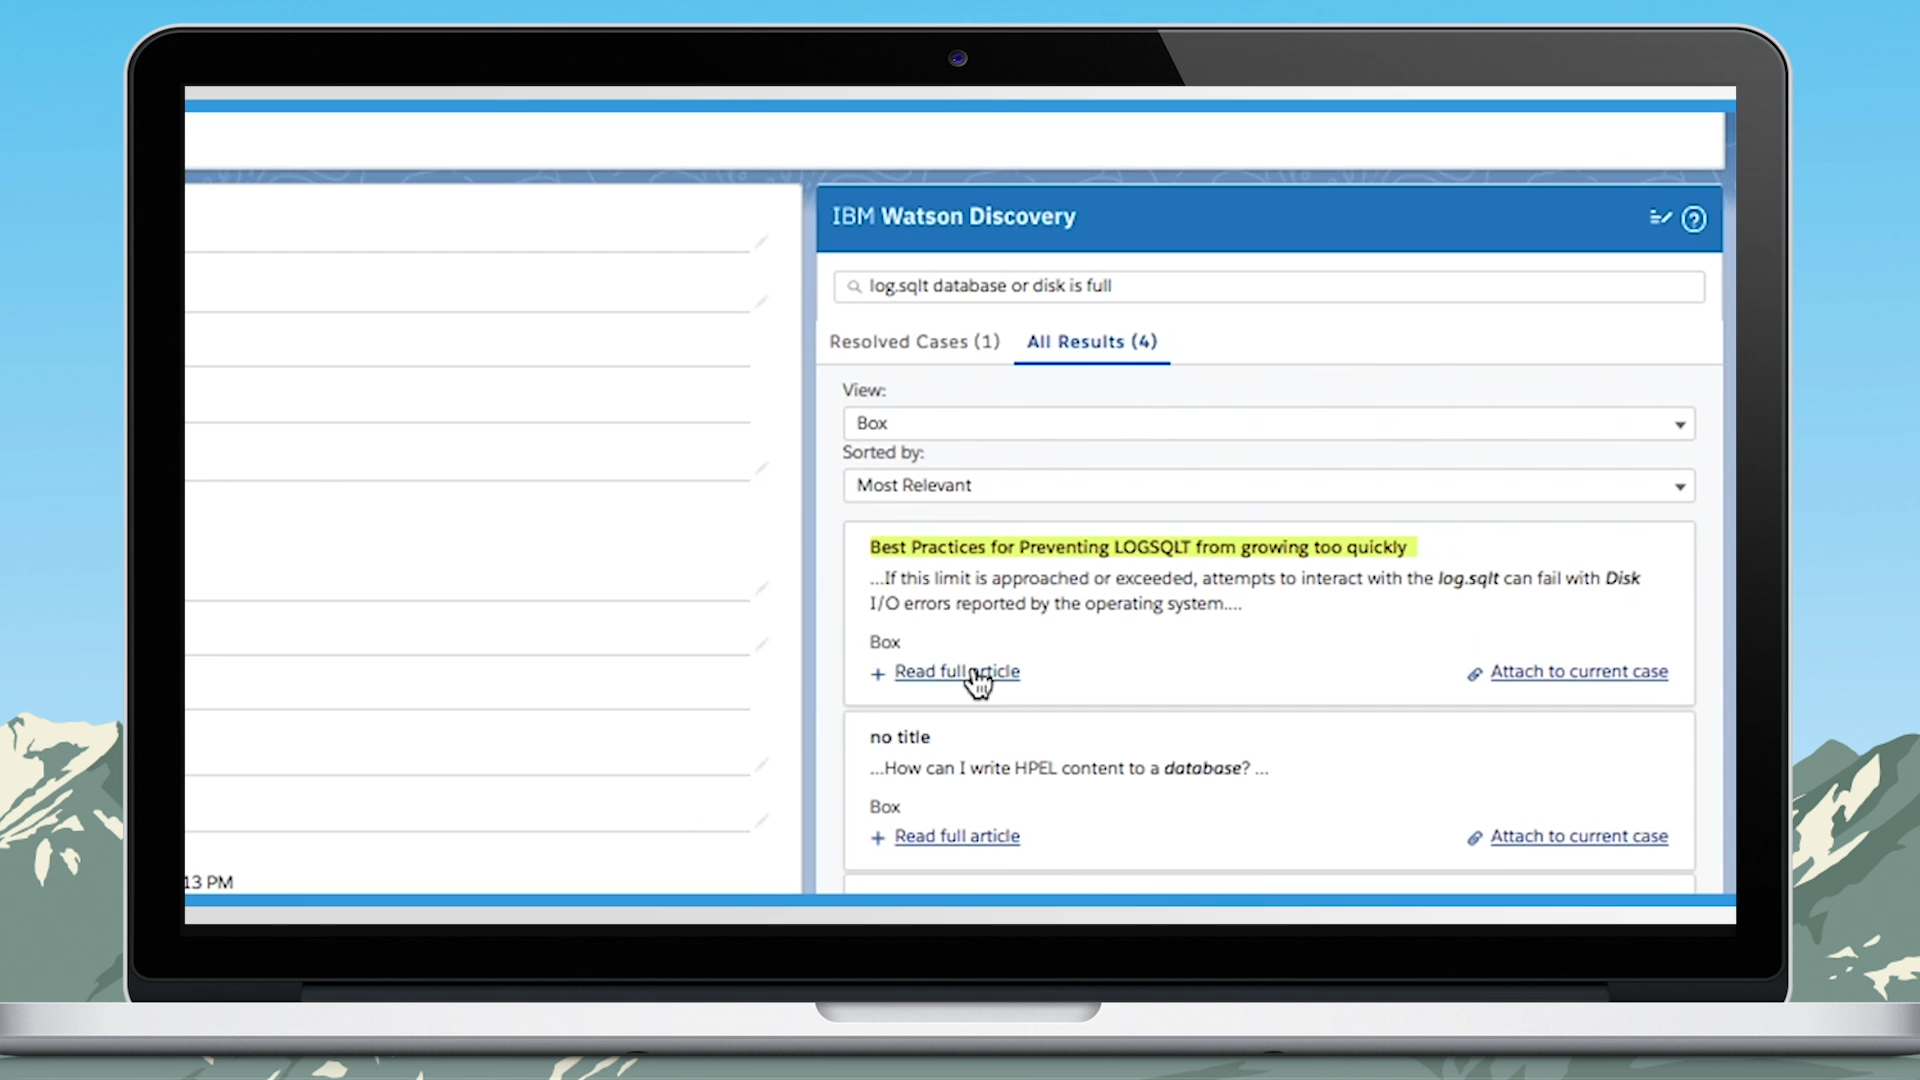 IBM Watson Discovery
log.sqlt database or disk is full
Resolved Cases (1) All Results (4)
View:
Box
Sorted by:
Most Relevant
Best Practices for Preventing LOGSQLT from growing too quickly
...If this limit is approached or exceeded, attempts to interact with the log.sqlt can fail with Disk
I/O errors reported by the operating system....
Box
+ Read full article Attach to current case
no title
...How can I write HPEL content to a database? ...
Box
+ Read full article Attach to current case
13 PM